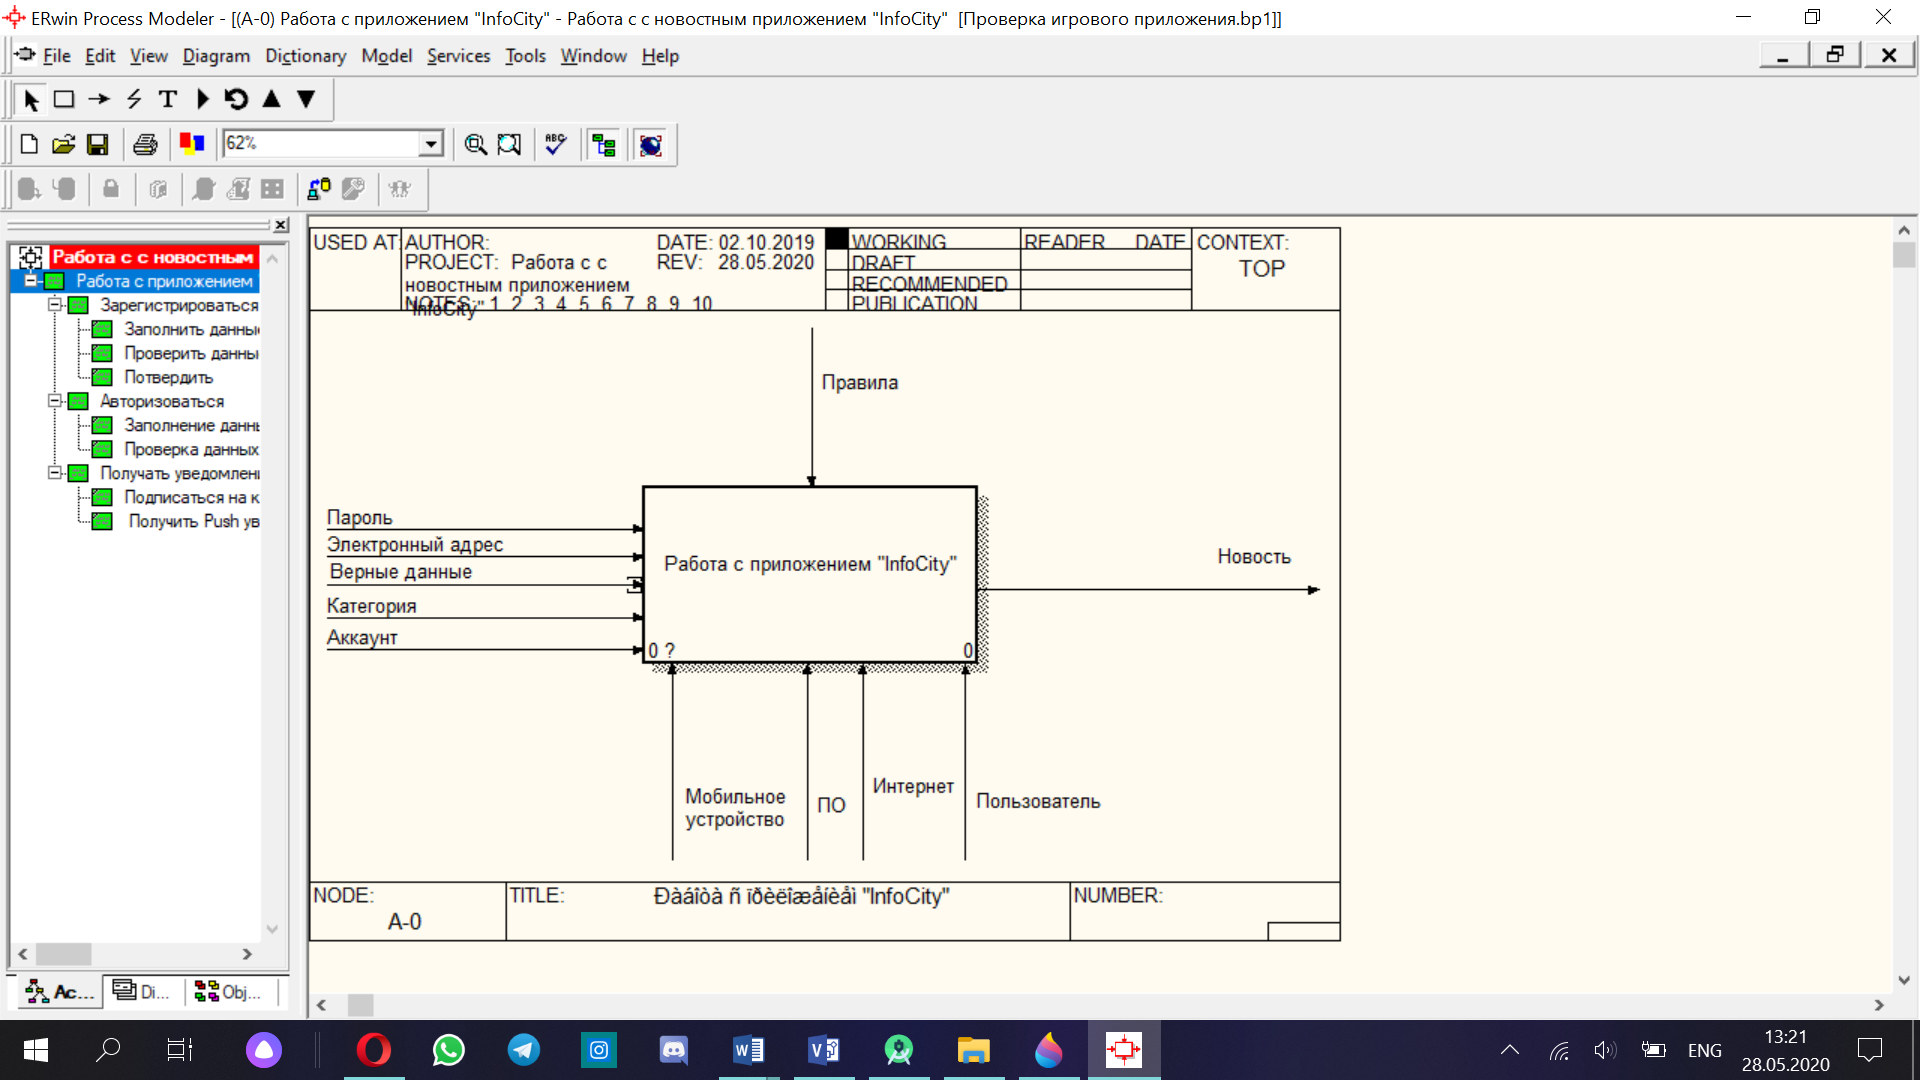 ERwin Process Modeler - [(A-0) Работа с приложением "InfoCity" - Работа с с новостным приложением "InfoCity" [Проверка игрового приложения.bp1]]
File Edit View Diagram Dictionary Model Services Tools Window Help
T
62%
ABC
Работа с с новостным
Работа с приложением
Зарегистрироваться
Заполнить данны
Проверить данны
Потвердить
Авторизоваться
Заполнение данн
Проверка данных
Получать уведомлен
Подписаться на к
Получить Push ув
Ac... Di... Obj...
USED AT: AUTHOR: DATE: 02.10.2019 WORKING READER DATE CONTEXT:
PROJECT: Работа с с REV: 28.05.2020 DRAFT TOP
новостным приложением RECOMMENDED
NOTES: 1 2 3 4 5 6 7 8 9 10 PUBLICATION
"InfoCity"
Правила
Пароль
Электронный адрес
Верные данные
Категория
Аккаунт
Работа с приложением "InfoCity"
0 ? 0
Новость
Мобильное
устройство
ПО
Интернет
Пользователь
NODE: TITLE: Ðàáîòà ñ ïðèëîæåíèåì "InfoCity" NUMBER:
A-0
ENG
13:21
28.05.2020